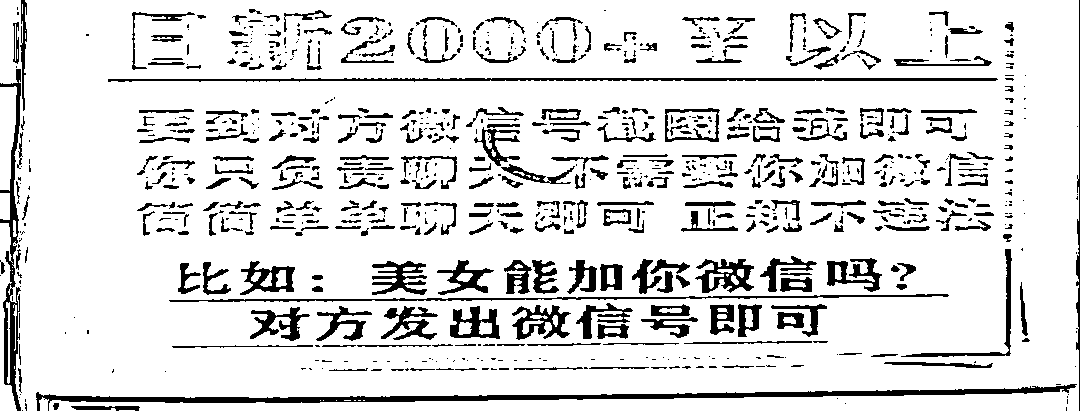 日新2000+平以上
要到对方微信号截图给我即可
你只负责聊天 不需要你加微信
简简单单聊天即可 正规不违法
比如：美女能加你微信吗?
对方发出微信号即可